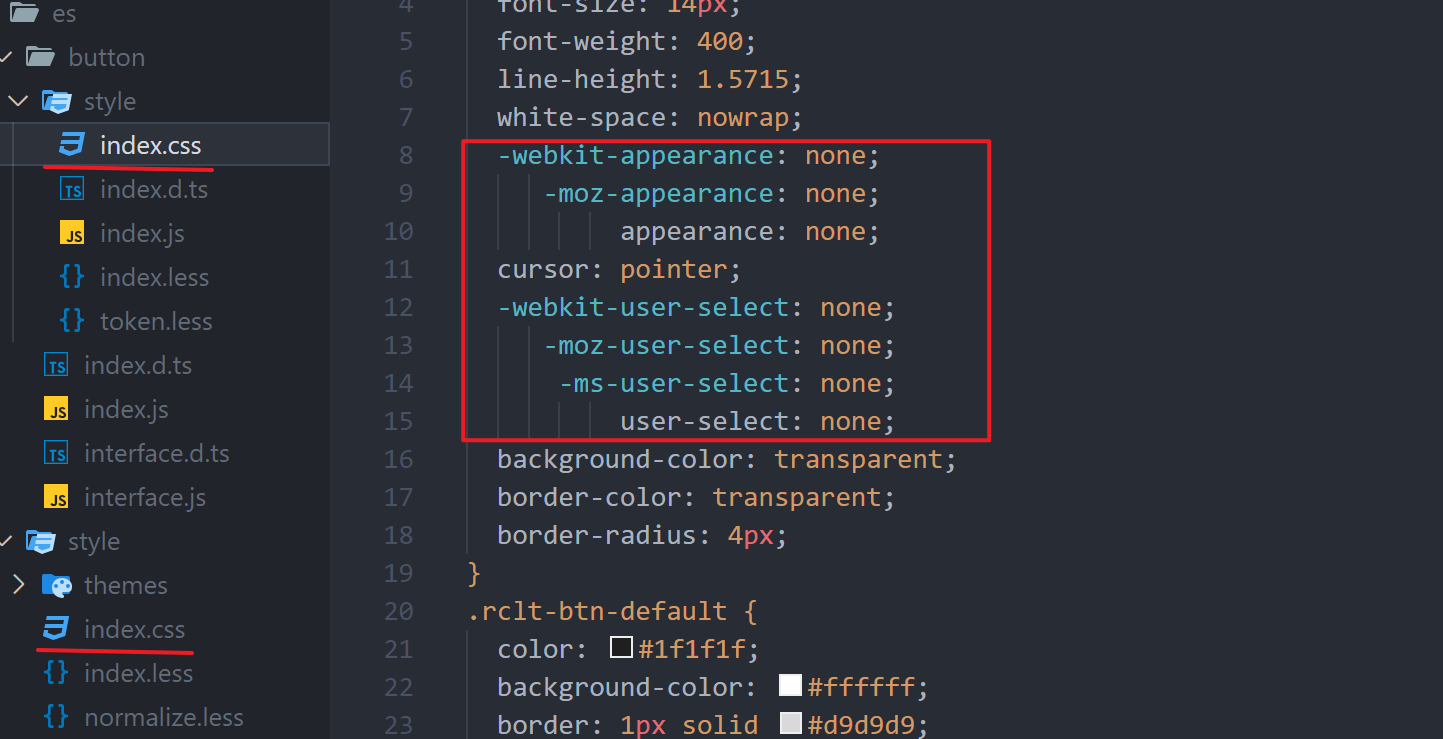 es
button
style
index.css
index.d.ts
index.js
index.less
token.less
index.d.ts
index.js
interface.d.ts
interface.js
style
themes
index.css
index.less
normalize.less
4 font-size: 14px;
5 font-weight: 400;
6 line-height: 1.5715;
7 white-space: nowrap;
8 -webkit-appearance: none;
9 -moz-appearance: none;
10 appearance: none;
11 cursor: pointer;
12 -webkit-user-select: none;
13 -moz-user-select: none;
14 -ms-user-select: none;
15 user-select: none;
16 background-color: transparent;
17 border-color: transparent;
18 border-radius: 4px;
19 }
20 .rclt-btn-default {
21 color: #1f1f1f;
22 background-color: #ffffff;
23 border: 1px solid #d9d9d9;